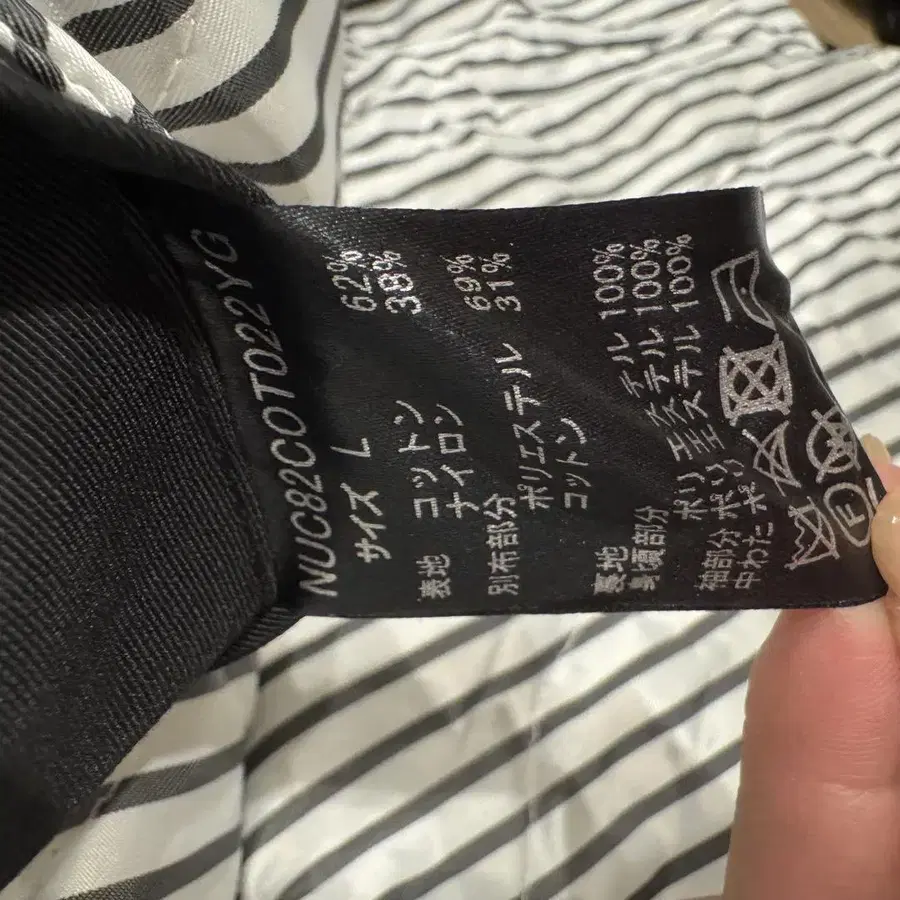 NUC82COT022YG
サイズ L
表地 コットン 62%
ナイロン 38%
別布部分
ポリエステル 69%
コットン 31%
裏地
身頃部分 ポリエステル 100%
袖部分 ポリエステル 100%
中わた ポリエステル 100%
F